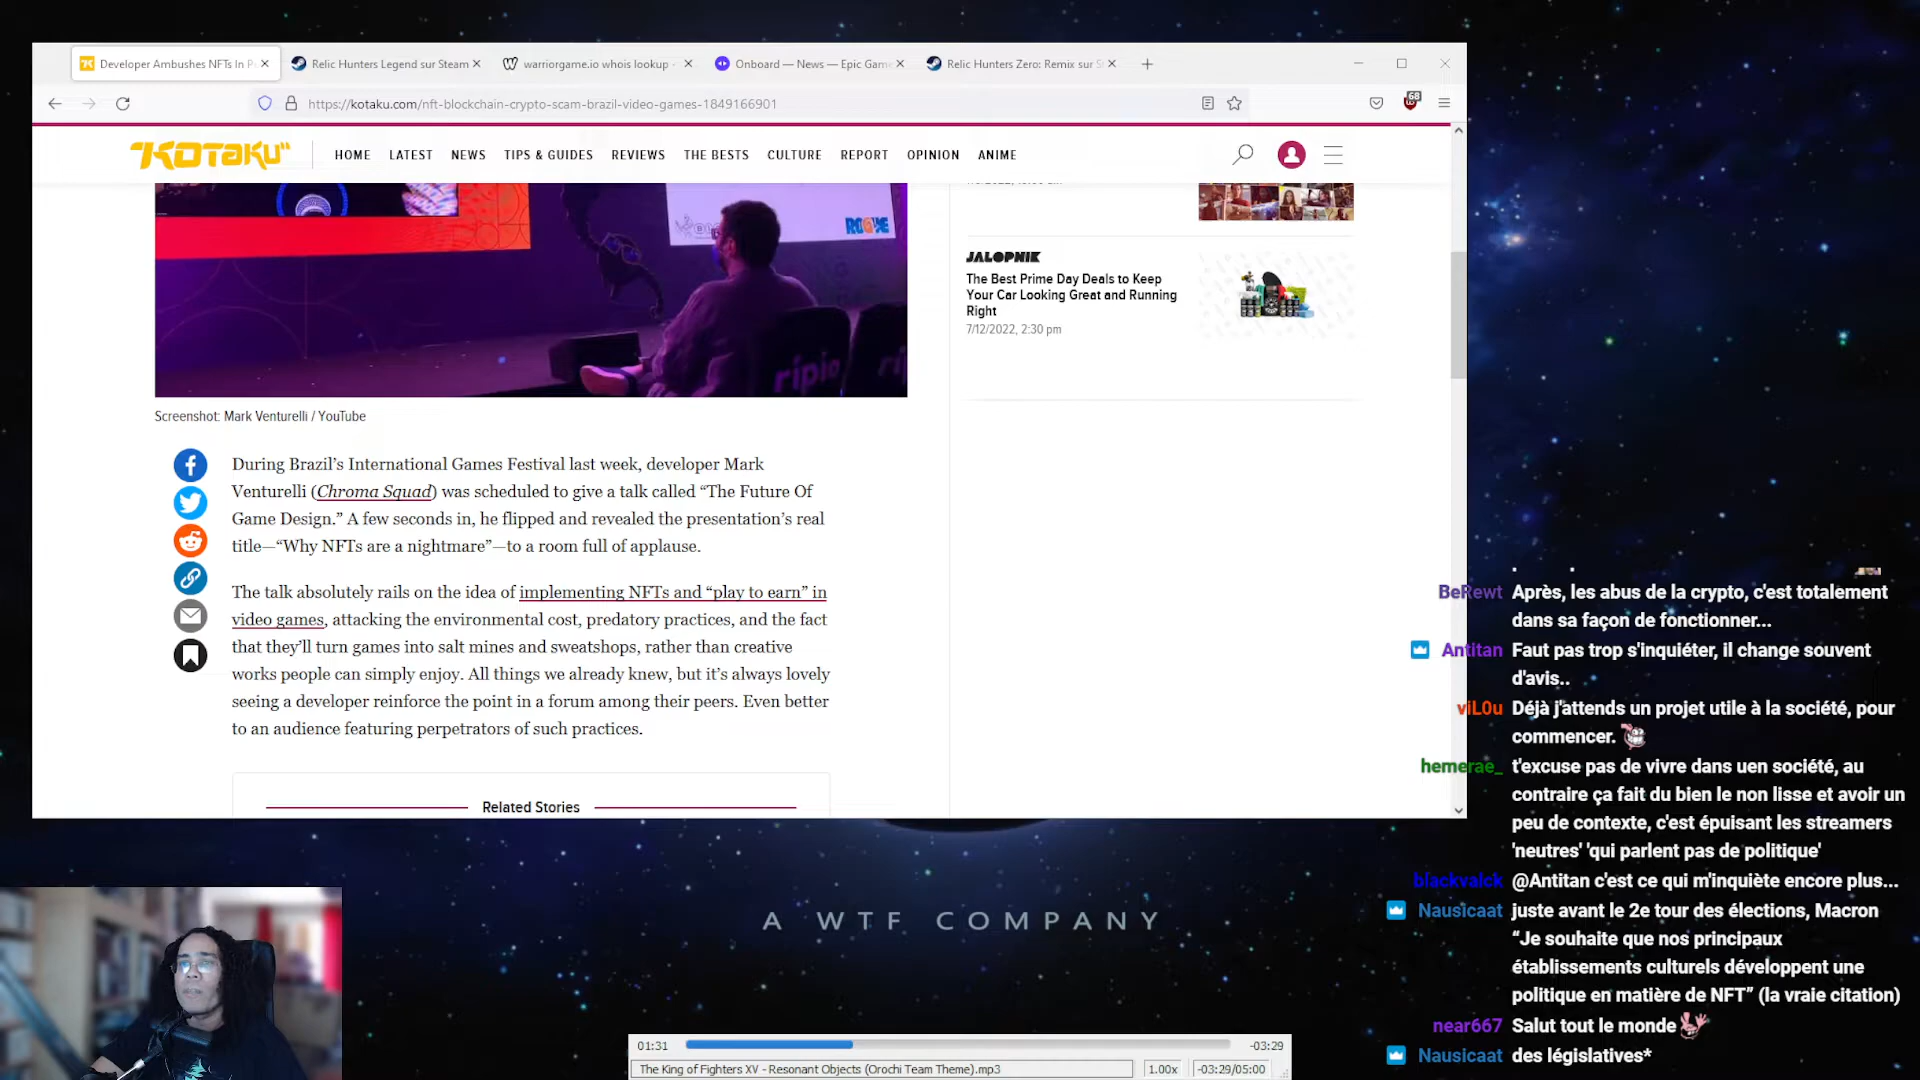 Developer Ambushes NFTs In P
Relic Hunters Legend sur Steam
warriorgame.io whois lookup -
Onboard — News — Epic Game
Relic Hunters Zero: Remix sur S
https://kotaku.com/nft-blockchain-crypto-scam-brazil-video-games-1849166901
68
KOTAKU
HOME
LATEST
NEWS
TIPS & GUIDES
REVIEWS
THE BESTS
CULTURE
REPORT
OPINION
ANIME
ROGUE
ripio
JALOPNIK
The Best Prime Day Deals to Keep
Your Car Looking Great and Running
Right
7/12/2022, 2:30 pm
Screenshot: Mark Venturelli / YouTube
During Brazil’s International Games Festival last week, developer Mark
Venturelli (Chroma Squad) was scheduled to give a talk called “The Future Of
Game Design.” A few seconds in, he flipped and revealed the presentation’s real
title—“Why NFTs are a nightmare”—to a room full of applause.
The talk absolutely rails on the idea of implementing NFTs and “play to earn” in
video games, attacking the environmental cost, predatory practices, and the fact
that they’ll turn games into salt mines and sweatshops, rather than creative
works people can simply enjoy. All things we already knew, but it’s always lovely
seeing a developer reinforce the point in a forum among their peers. Even better
to an audience featuring perpetrators of such practices.
Related Stories
BeRewt Après, les abus de la crypto, c'est totalement
dans sa façon de fonctionner...
Antitan Faut pas trop s'inquiéter, il change souvent
d'avis..
viL0u Déjà j'attends un projet utile à la société, pour
commencer.
hemerae_ t'excuse pas de vivre dans uen société, au
contraire ça fait du bien le non lisse et avoir un
peu de contexte, c'est épuisant les streamers
'neutres' 'qui parlent pas de politique'
blackvalck @Antitan c'est ce qui m'inquiète encore plus...
Nausicaat juste avant le 2e tour des élections, Macron
“Je souhaite que nos principaux
établissements culturels développent une
politique en matière de NFT” (la vraie citation)
near667 Salut tout le monde
Nausicaat des législatives*
A WTF COMPANY
01:31
-03:29
The King of Fighters XV - Resonant Objects (Orochi Team Theme).mp3
1.00x
-03:29/05:00